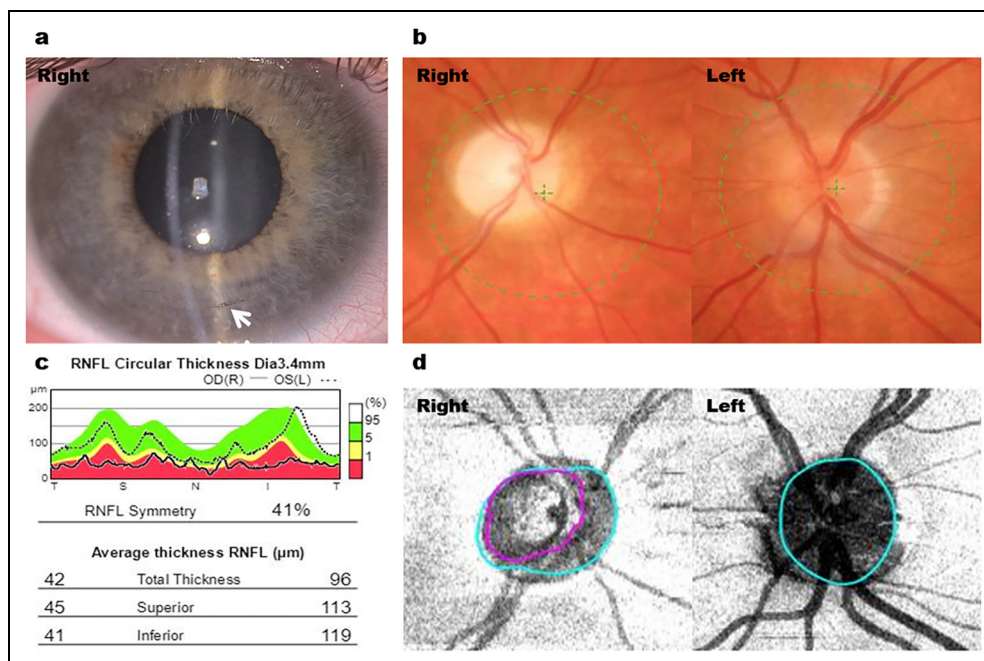 a
Right
b
Right
Left
c
RNFL Circular Thickness Dia3.4mm
OD(R) — OS(L) ---
µm
200
100
0
T S N I T
(%)
95
5
1
RNFL Symmetry 41%
Average thickness RNFL (µm)
42 Total Thickness 96
45 Superior 113
41 Inferior 119
d
Right
Left